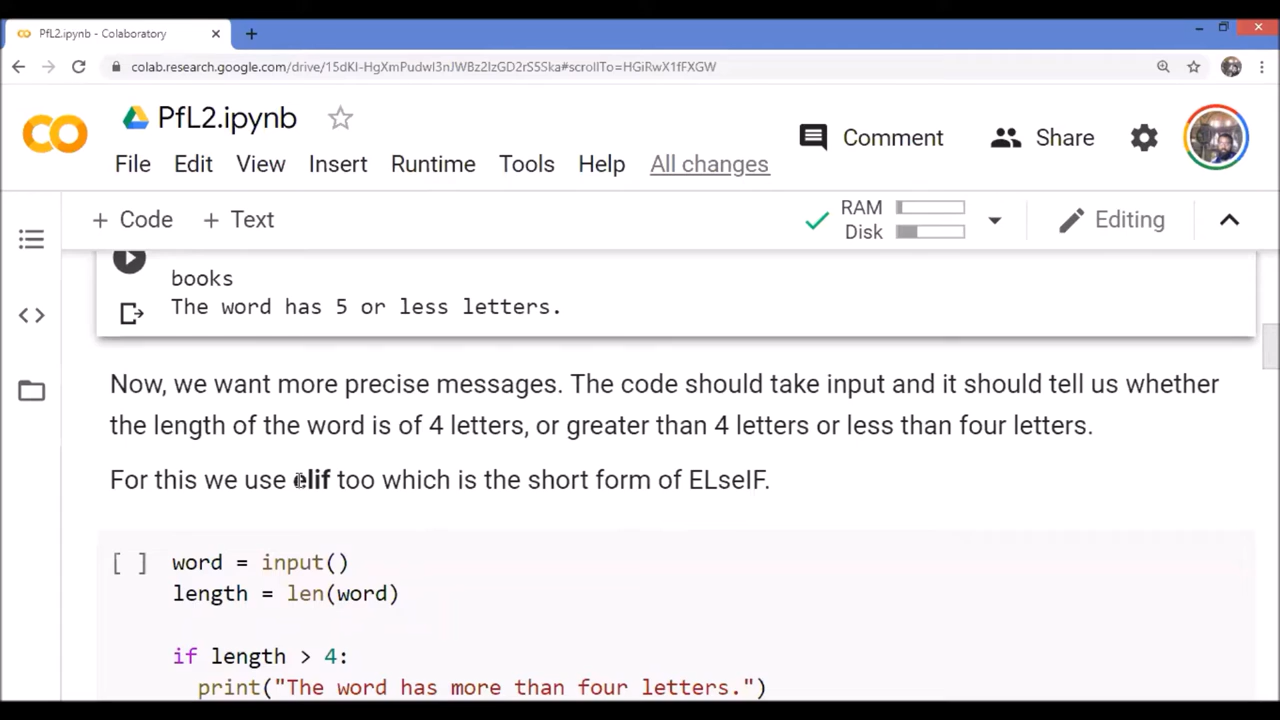 PfL2.ipynb - Colaboratory
colab.research.google.com/drive/15dKI-HgXmPudwI3nJWBz2IzGD2rS5Ska#scrollTo=HGiRwX1fFXGW
PfL2.ipynb
Comment
Share
File Edit View Insert Runtime Tools Help All changes
+ Code + Text
RAM
Disk
Editing
books
The word has 5 or less letters.
Now, we want more precise messages. The code should take input and it should tell us whether
the length of the word is of 4 letters, or greater than 4 letters or less than four letters.
For this we use elif too which is the short form of ELseIF.
[ ] word = input()
length = len(word)
if length > 4:
print("The word has more than four letters.")